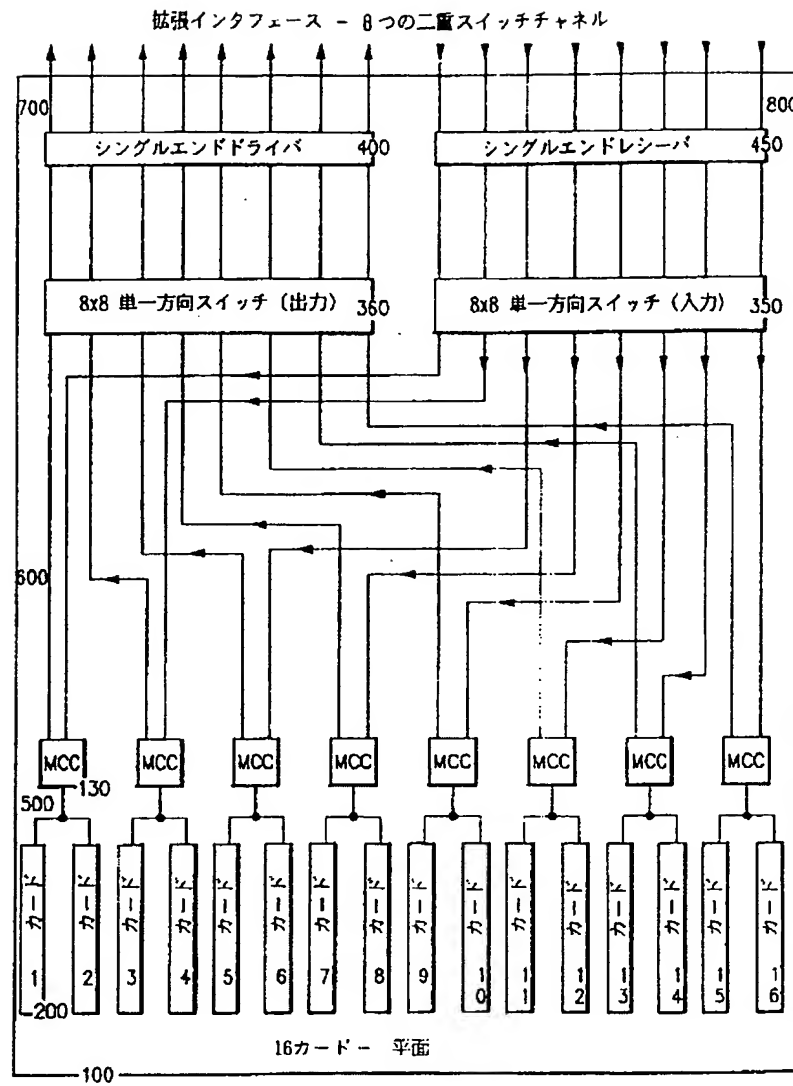 拡張インタフェース - 8つの二重スイッチチャネル
700
800
シングルエンドドライバ 400
シングルエンドレシーバ 450
8x8 単一方向スイッチ（出力） 360
8x8 単一方向スイッチ（入力） 350
600
MCC MCC MCC MCC MCC MCC MCC MCC
130
500
カード 1
カード 2
カード 3
カード 4
カード 5
カード 6
カード 7
カード 8
カード 9
カード 10
カード 11
カード 12
カード 13
カード 14
カード 15
カード 16
200
16カード - 平面
100